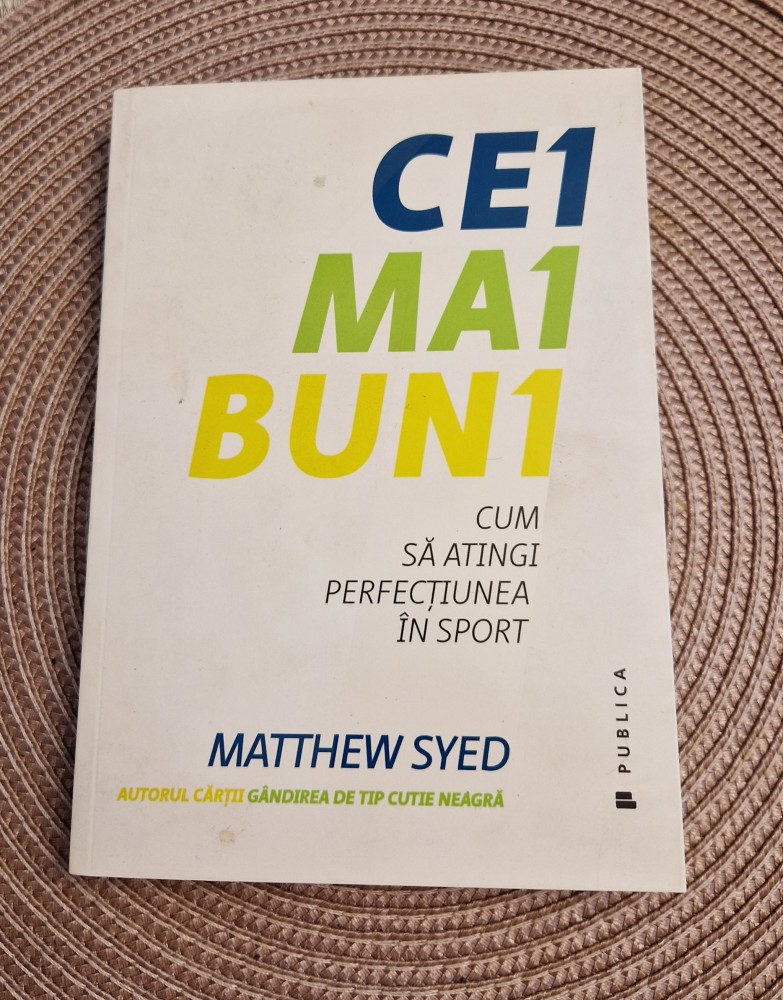 CE1
MA1
BUN1
CUM
SĂ ATINGI
PERFECȚIUNEA
ÎN SPORT
MATTHEW SYED
AUTORUL CĂRȚII GÂNDIREA DE TIP CUTIE NEAGRĂ
PUBLICA